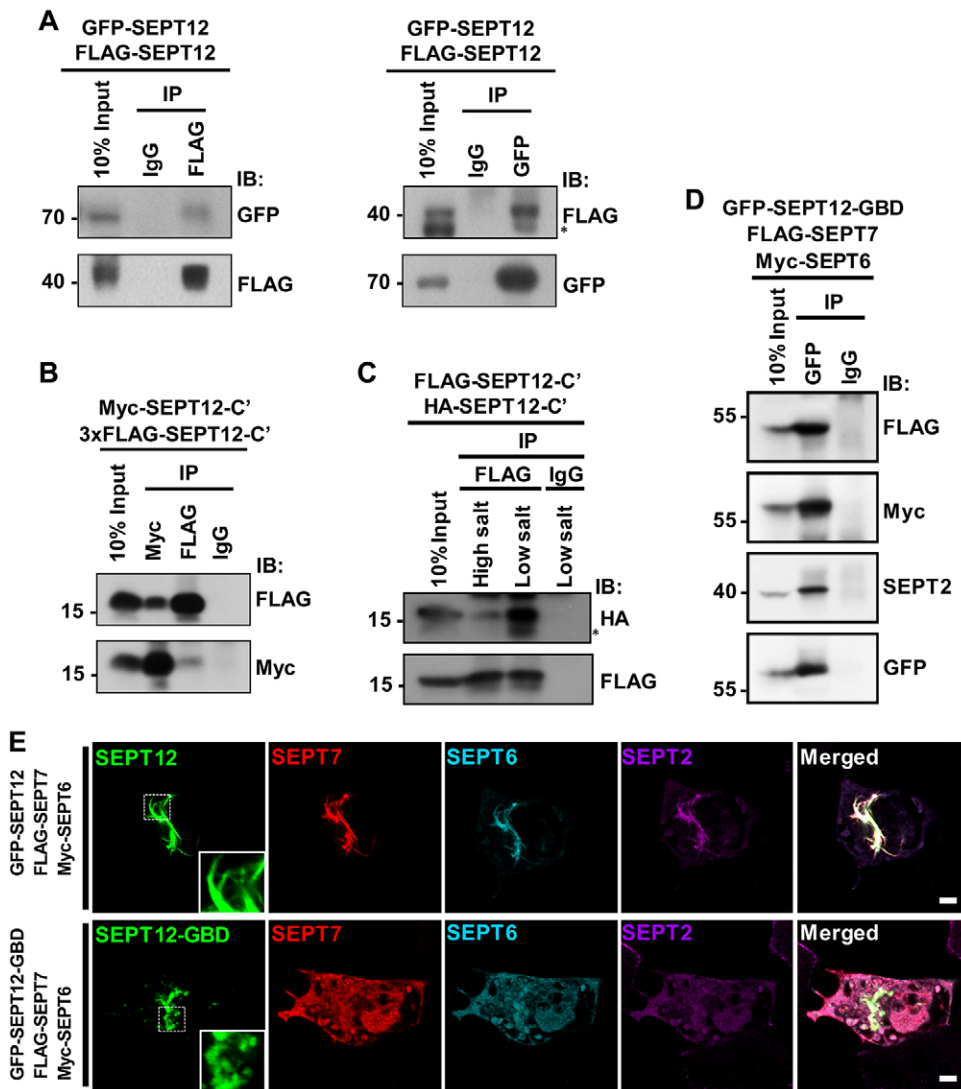 A
GFP-SEPT12
FLAG-SEPT12
IP
10% Input
IgG
FLAG
IB:
70
GFP
40
FLAG
GFP-SEPT12
FLAG-SEPT12
IP
10% Input
IgG
GFP
IB:
40
FLAG
*
70
GFP
B
Myc-SEPT12-C'
3xFLAG-SEPT12-C'
IP
10% Input
Myc
FLAG
IgG
IB:
15
FLAG
15
Myc
C
FLAG-SEPT12-C'
HA-SEPT12-C'
IP
FLAG
IgG
10% Input
High salt
Low salt
Low salt
IB:
15
HA
*
15
FLAG
D
GFP-SEPT12-GBD
FLAG-SEPT7
Myc-SEPT6
IP
10% Input
GFP
IgG
IB:
55
FLAG
55
Myc
40
SEPT2
55
GFP
E
GFP-SEPT12
FLAG-SEPT7
Myc-SEPT6
SEPT12
SEPT7
SEPT6
SEPT2
Merged
GFP-SEPT12-GBD
FLAG-SEPT7
Myc-SEPT6
SEPT12-GBD
SEPT7
SEPT6
SEPT2
Merged